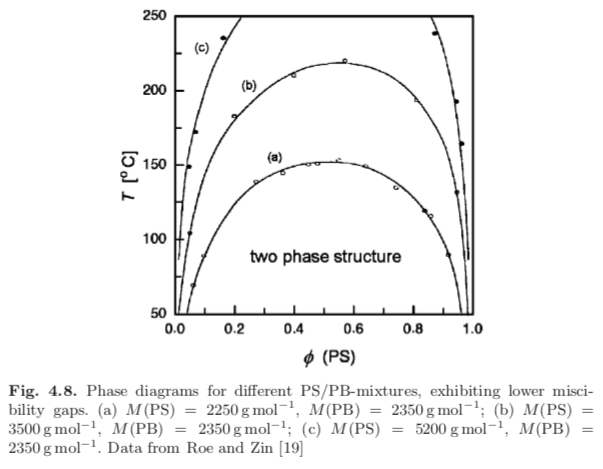 250
200
150
100
50
T [°C]
(c)
(b)
(a)
two phase structure
0.0 0.2 0.4 0.6 0.8 1.0
ϕ (PS)
Fig. 4.8. Phase diagrams for different PS/PB-mixtures, exhibiting lower misci-
bility gaps. (a) M(PS) = 2250 g mol⁻¹, M(PB) = 2350 g mol⁻¹; (b) M(PS) =
3500 g mol⁻¹, M(PB) = 2350 g mol⁻¹; (c) M(PS) = 5200 g mol⁻¹, M(PB) =
2350 g mol⁻¹. Data from Roe and Zin [19]